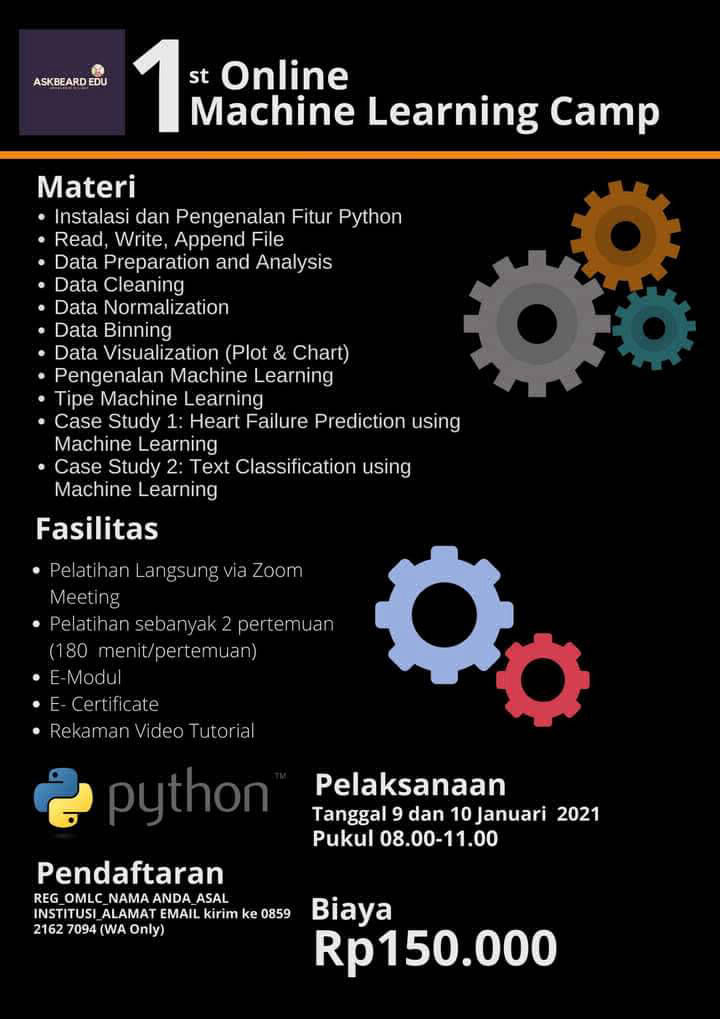 ASKBEARD EDU
1st Online
Machine Learning Camp
Materi
• Instalasi dan Pengenalan Fitur Python
• Read, Write, Append File
• Data Preparation and Analysis
• Data Cleaning
• Data Normalization
• Data Binning
• Data Visualization (Plot & Chart)
• Pengenalan Machine Learning
• Tipe Machine Learning
• Case Study 1: Heart Failure Prediction using
Machine Learning
• Case Study 2: Text Classification using
Machine Learning
Fasilitas
• Pelatihan Langsung via Zoom
Meeting
• Pelatihan sebanyak 2 pertemuan
(180 menit/pertemuan)
• E-Modul
• E- Certificate
• Rekaman Video Tutorial
python™
Pelaksanaan
Tanggal 9 dan 10 Januari 2021
Pukul 08.00-11.00
Pendaftaran
REG_OMLC_NAMA ANDA_ASAL
INSTITUSI_ALAMAT EMAIL kirim ke 0859
2162 7094 (WA Only)
Biaya
Rp150.000